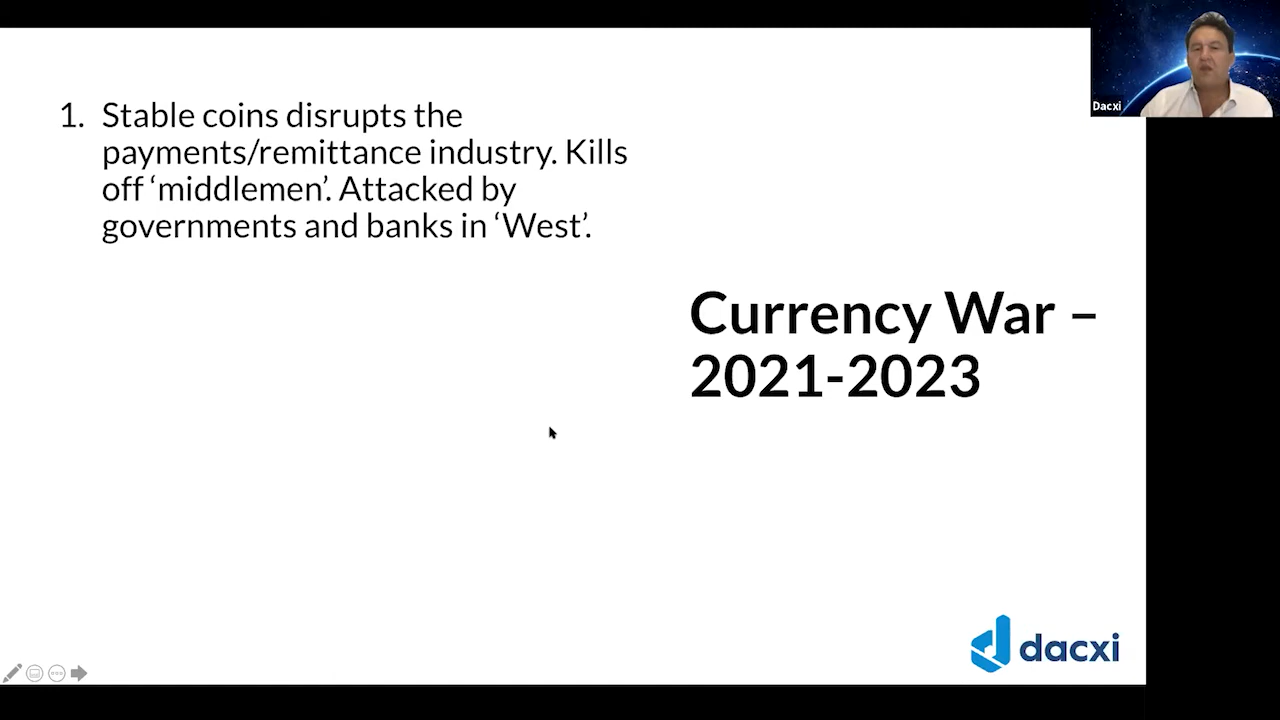 Dacxi
1. Stable coins disrupts the
payments/remittance industry. Kills
off ‘middlemen’. Attacked by
governments and banks in ‘West’.
Currency War –
2021-2023
dacxi